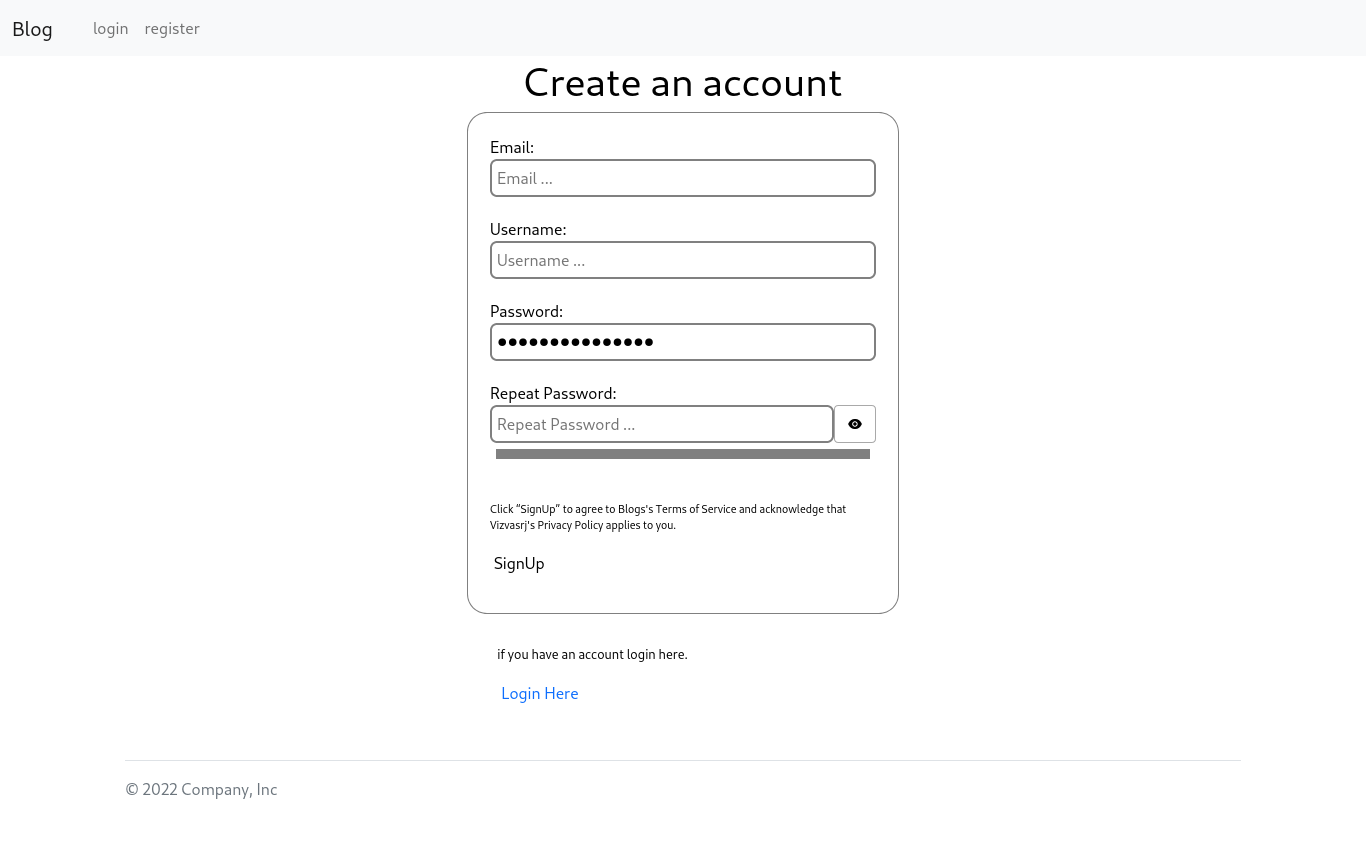 Blog login register
Create an account
Email:
Email ...
Username:
Username ...
Password:
●●●●●●●●●●●●●●●
Repeat Password:
Repeat Password ...
Click “SignUp” to agree to Blogs's Terms of Service and acknowledge that
Vizvasrj's Privacy Policy applies to you.
SignUp
if you have an account login here.
Login Here
© 2022 Company, Inc